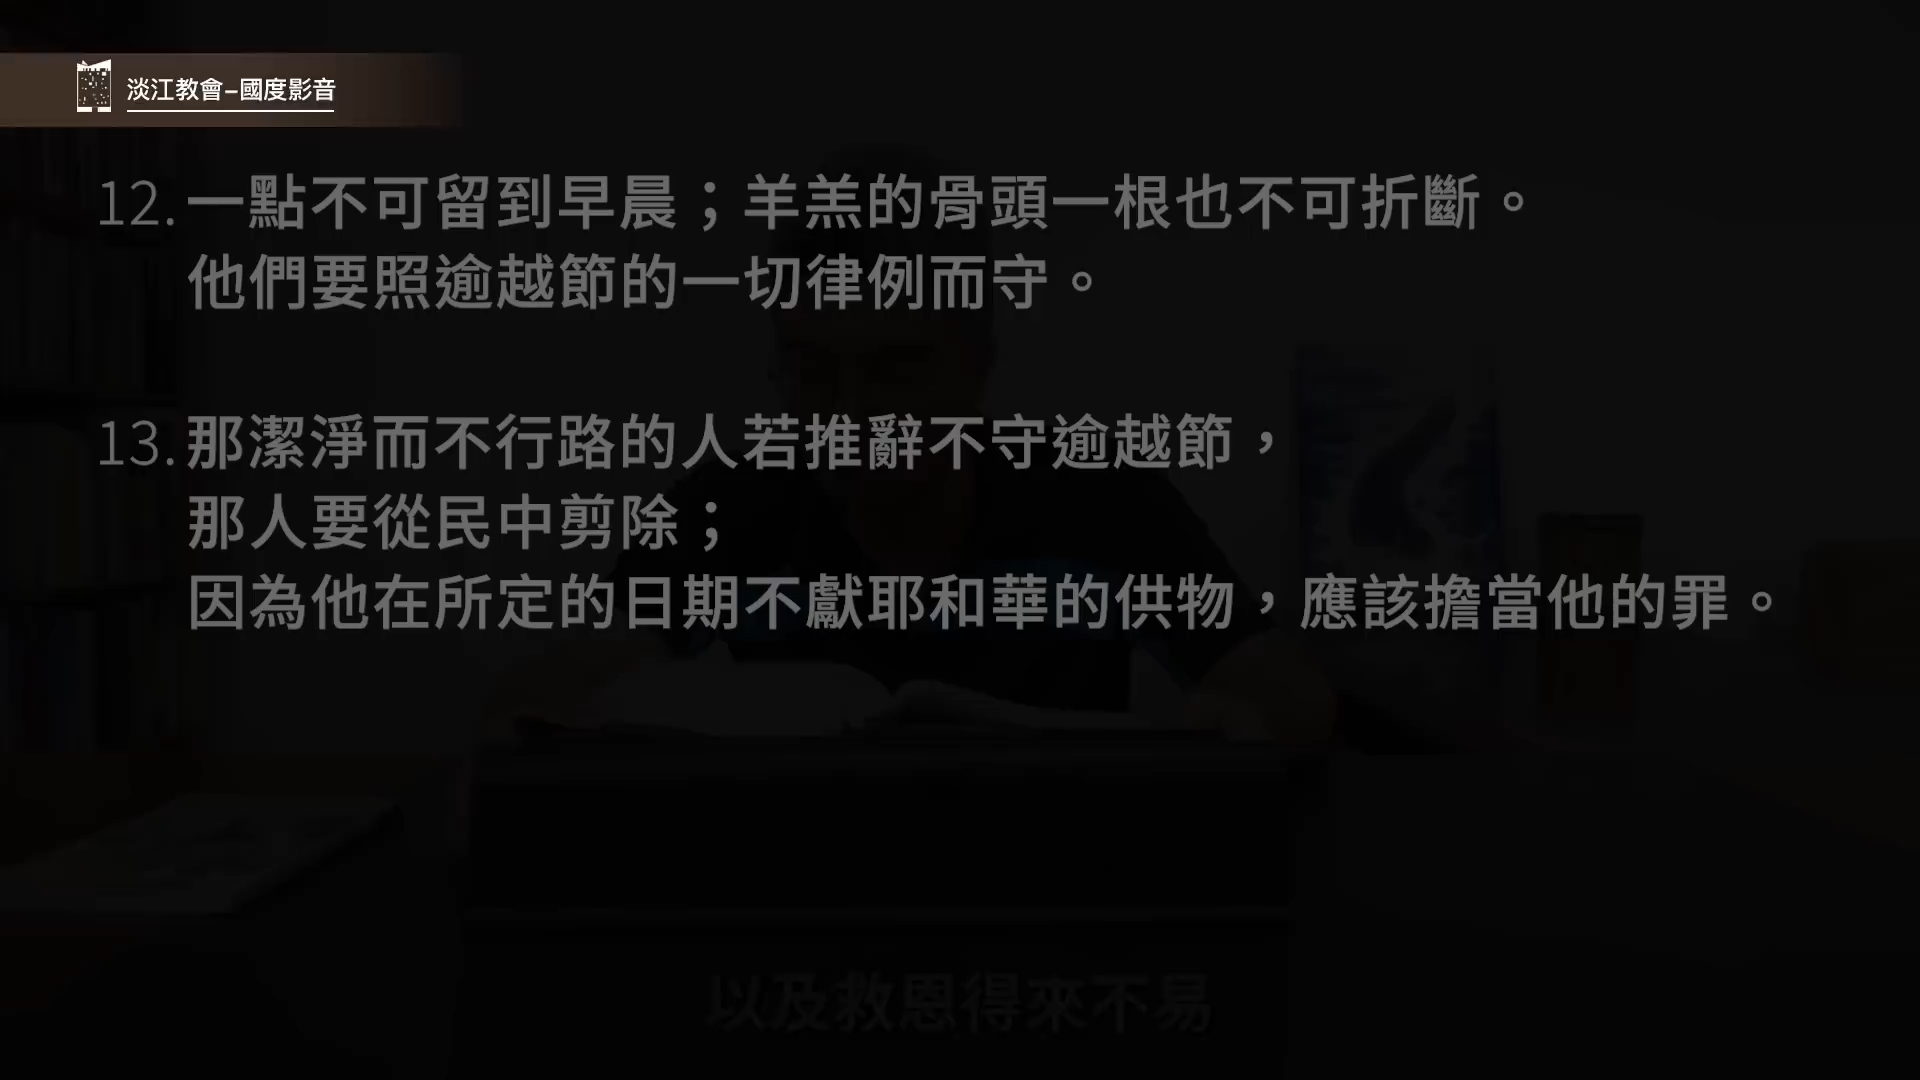 淡江教會–國度影音
12. 一點不可留到早晨；羊羔的骨頭一根也不可折斷。
他們要照逾越節的一切律例而守。
13. 那潔淨而不行路的人若推辭不守逾越節，
那人要從民中剪除；
因為他在所定的日期不獻耶和華的供物，應該擔當他的罪。
以及救恩得來不易